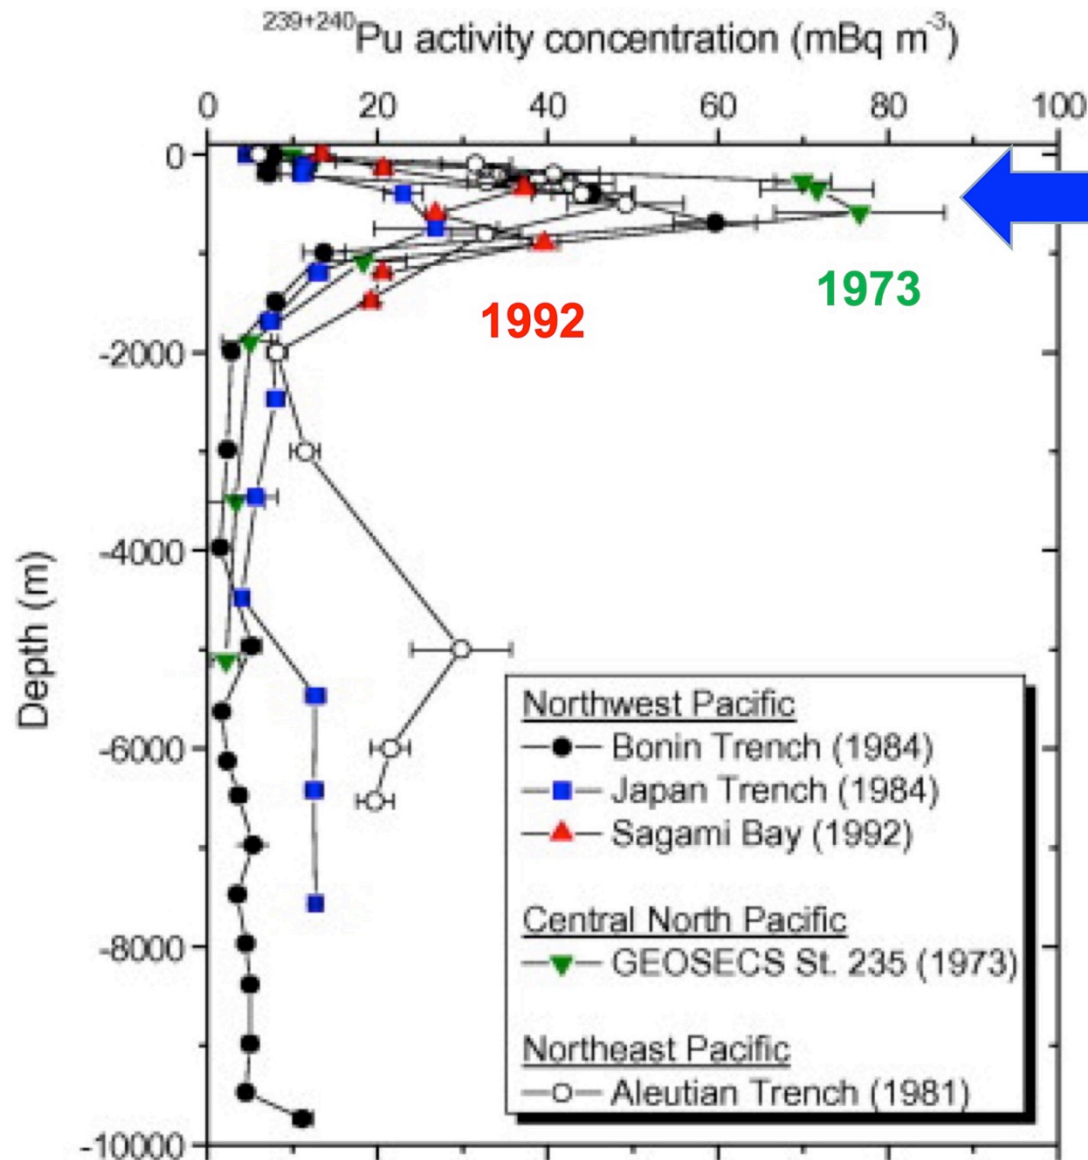 239+240Pu activity concentration (mBq m-3)
0 20 40 60 80 100
0
-2000
-4000
-6000
-8000
-10000
Depth (m)
1973
1992
Northwest Pacific
Bonin Trench (1984)
Japan Trench (1984)
Sagami Bay (1992)
Central North Pacific
GEOSECS St. 235 (1973)
Northeast Pacific
Aleutian Trench (1981)